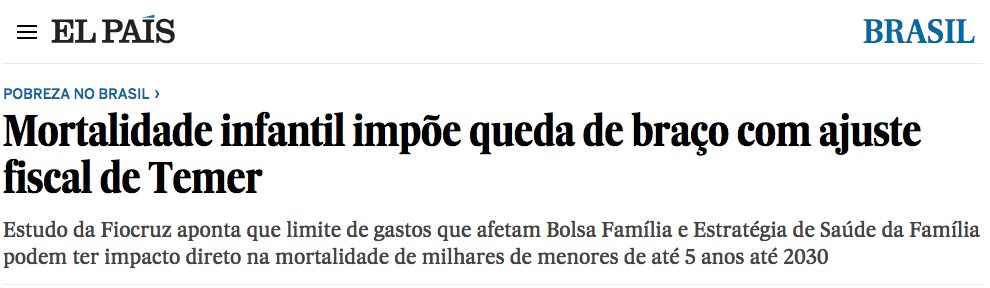 EL PAÍS
BRASIL
POBREZA NO BRASIL ›
Mortalidade infantil impõe queda de braço com ajuste
fiscal de Temer
Estudo da Fiocruz aponta que limite de gastos que afetam Bolsa Família e Estratégia de Saúde da Família
podem ter impacto direto na mortalidade de milhares de menores de até 5 anos até 2030